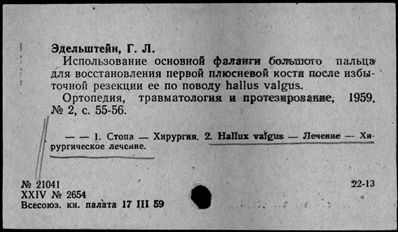 Эдельштейн, Г. Л.
Использование основной фаланги большого пальца
для восстановления первой плюсневой кости после избы-
точной резекции ее по поводу hallus valgus.
Ортопедия, травматология и протезирование, 1959,
№ 2, с. 55-56.
— — 1. Стопа — Хирургия. 2. Hallux valgus — Лечение — Хи-
рургическое лечение.
№ 21041 22-13
XXIV № 2654
Всесоюз. кн. палата 17 III 59